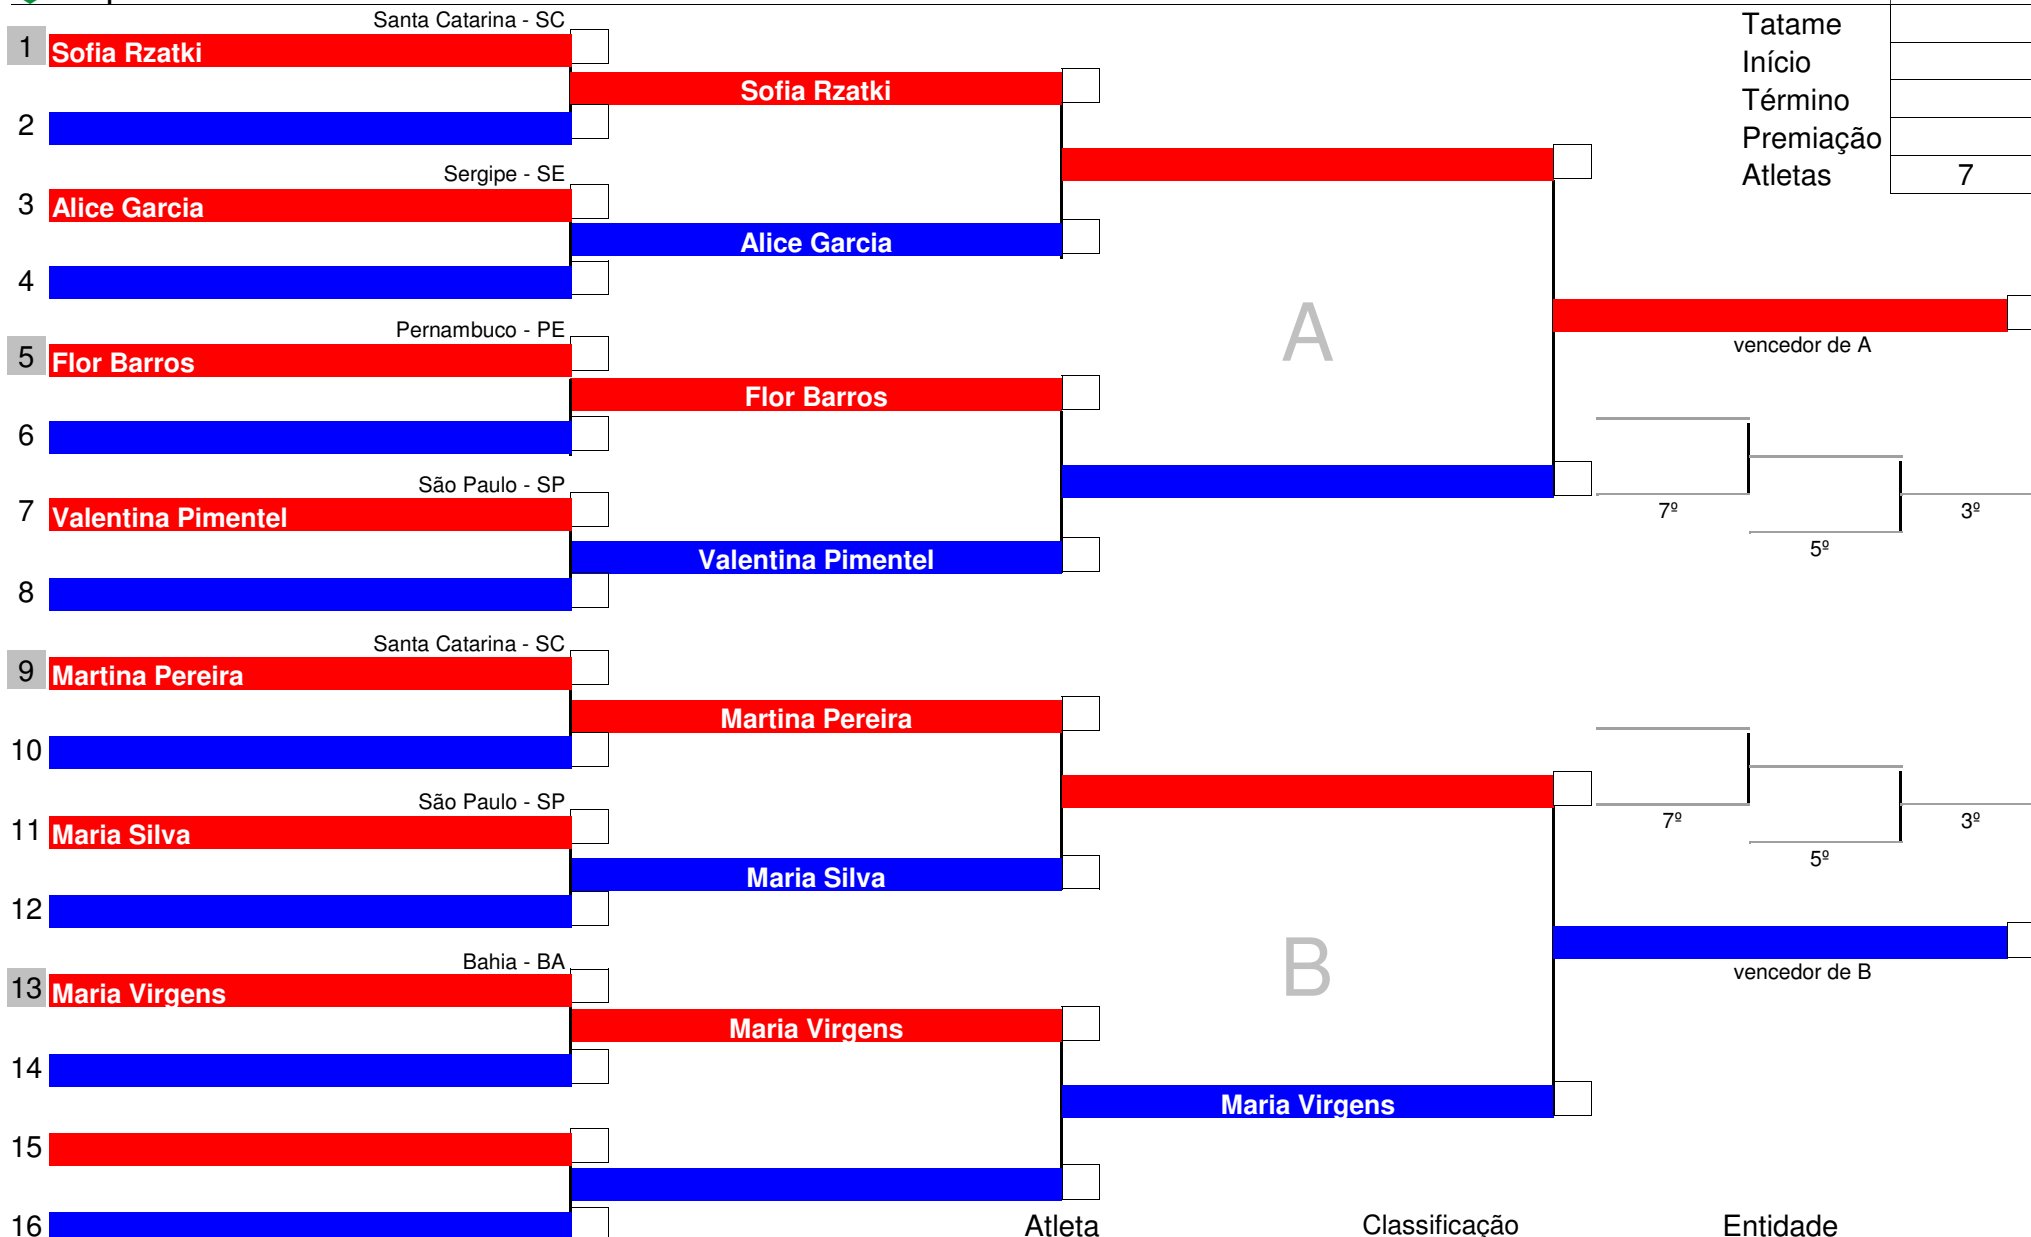 Santa Catarina - SC
1 Sofia Rzatki
Sofia Rzatki
2
Sergipe - SE
3 Alice Garcia
Alice Garcia
4
Pernambuco - PE
5 Flor Barros
Flor Barros
6
São Paulo - SP
7 Valentina Pimentel
Valentina Pimentel
8
Santa Catarina - SC
9 Martina Pereira
Martina Pereira
10
São Paulo - SP
11 Maria Silva
Maria Silva
12
Bahia - BA
13 Maria Virgens
Maria Virgens
14
Maria Virgens
15
16
A
B
Tatame
Início
Término
Premiação
Atletas 7
vencedor de A
7º
3º
5º
7º
3º
5º
vencedor de B
Atleta Classificação Entidade